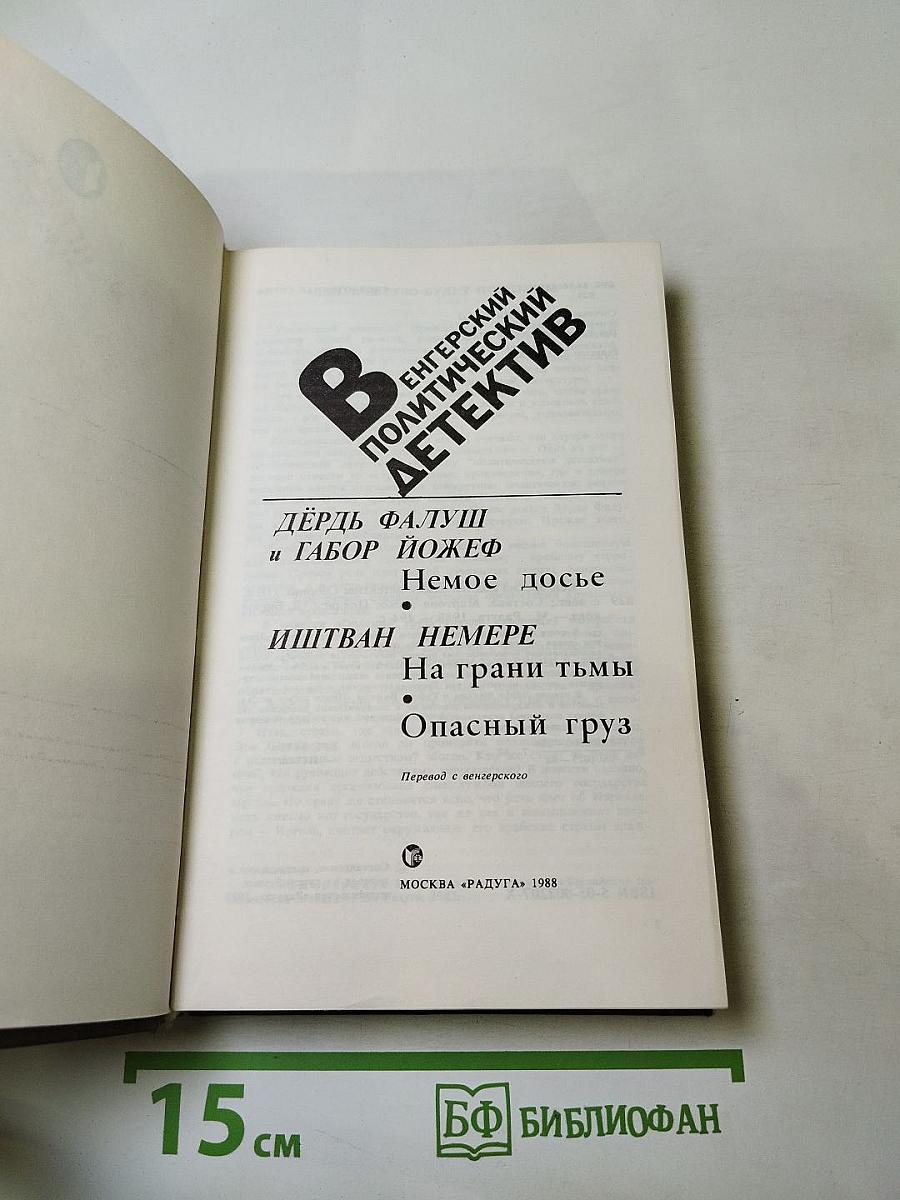 ВЕНГЕРСКИЙ
ПОЛИТИЧЕСКИЙ
ДЕТЕКТИВ
ДЁРДЬ ФАЛУШ
и ГАБОР ЙОЖЕФ
Немое досье
•
ИШТВАН НЕМЕРЕ
На грани тьмы
•
Опасный груз
Перевод с венгерского
МОСКВА «РАДУГА» 1988
15 см
БФ БИБЛИОФАН